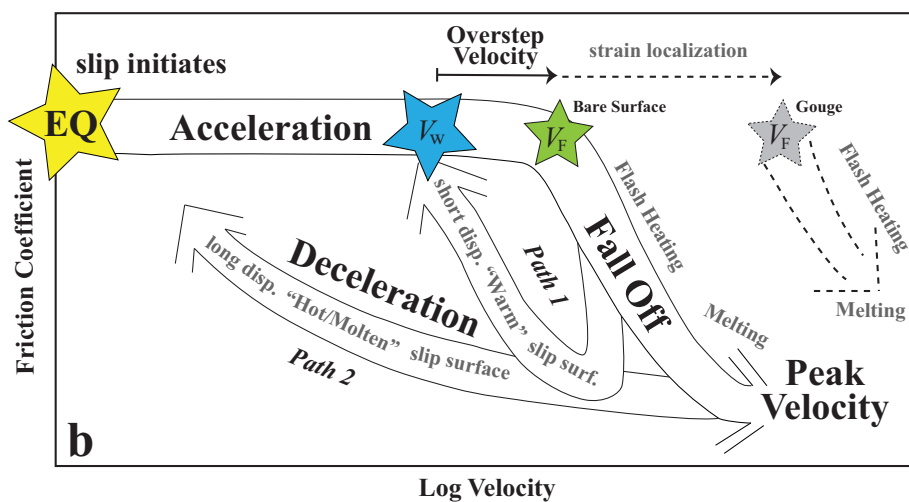 Overstep
Velocity
strain localization
slip initiates
EQ
Acceleration
V_W
V_F
Bare Surface
V_F
Gouge
Flash Heating
Flash Heating
short disp. “Warm” slip surf.
Path 1
Fall Off
Deceleration
long disp. “Hot/Molten” slip surface
Path 2
Melting
Melting
Peak
Velocity
b
Friction Coefficient
Log Velocity